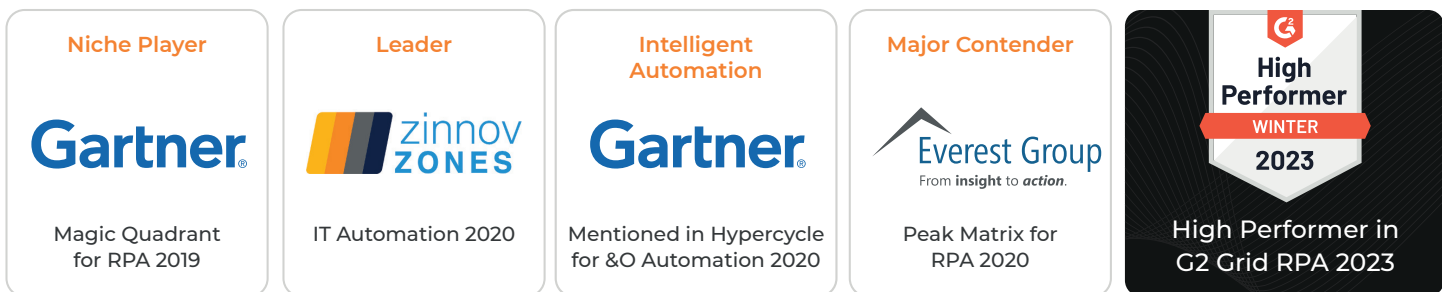 Niche Player
Gartner®
Magic Quadrant
for RPA 2019
Leader
zinnov
ZONES
IT Automation 2020
Intelligent
Automation
Gartner®
Mentioned in Hypercycle
for &O Automation 2020
Major Contender
Everest Group
From insight to action.
Peak Matrix for
RPA 2020
G2
High
Performer
WINTER
2023
High Performer in
G2 Grid RPA 2023